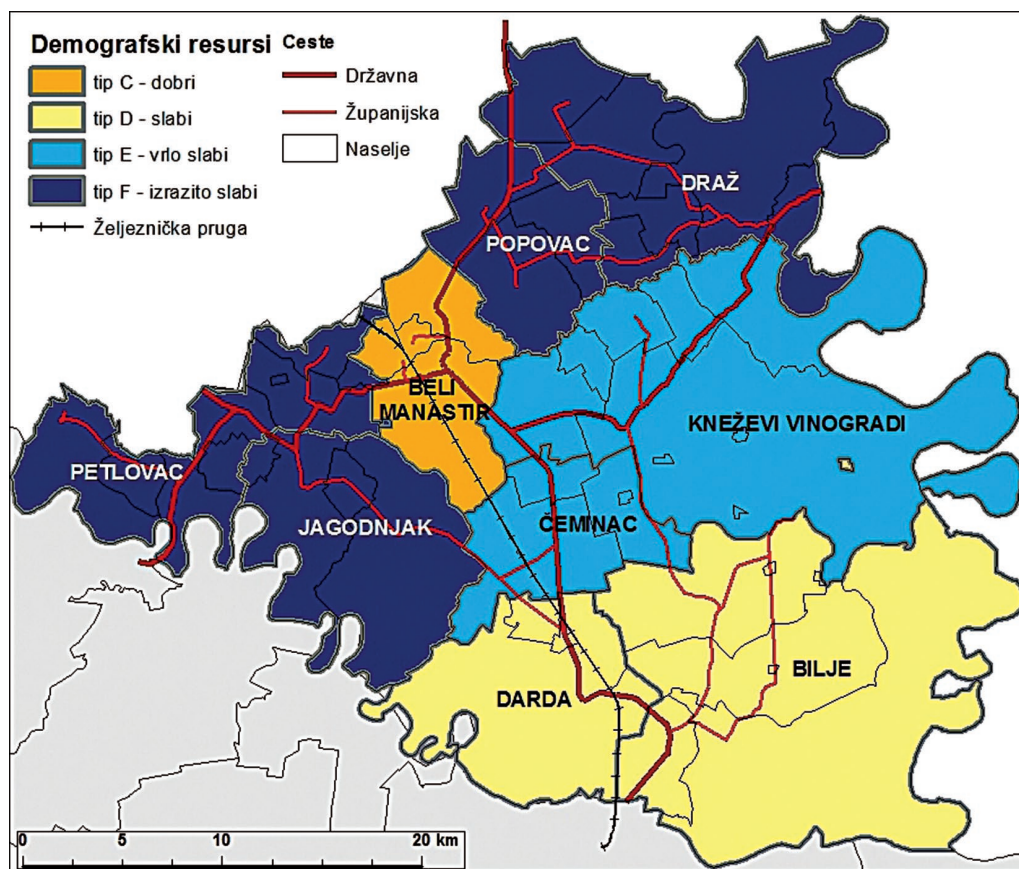 Demografski resursi
tip C - dobri
tip D - slabi
tip E - vrlo slabi
tip F - izrazito slabi
Željeznička pruga
Ceste
Državna
Županijska
Naselje
DRAŽ
POPOVAC
BELI
MANASTIR
KNEŽEVI VINOGRADI
PETLOVAC
JAGODNJAK
ČEMINAC
BILJE
DARDA
0 5 10 20 km